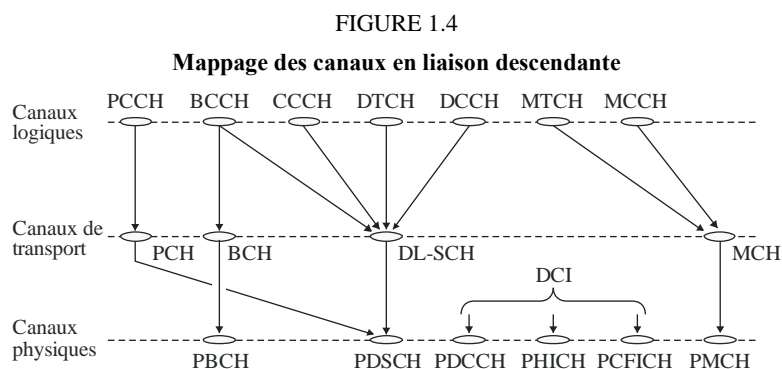 FIGURE 1.4
Mappage des canaux en liaison descendante
PCCH BCCH CCCH DTCH DCCH MTCH MCCH
Canaux
logiques
Canaux de
transport
PCH BCH DL-SCH MCH
DCI
Canaux
physiques
PBCH PDSCH PDCCH PHICH PCFICH PMCH